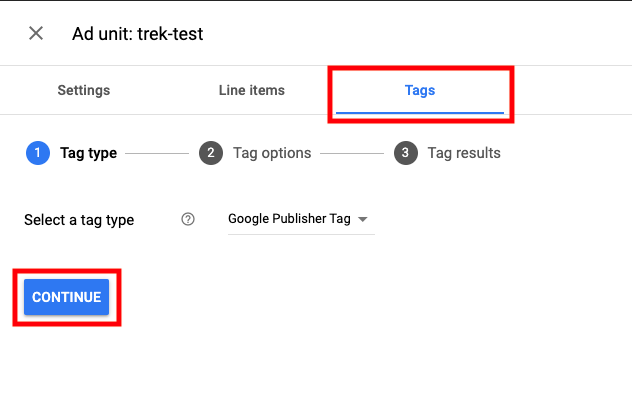 Ad unit: trek-test
Settings Line items Tags
1 Tag type 2 Tag options 3 Tag results
Select a tag type ? Google Publisher Tag
CONTINUE